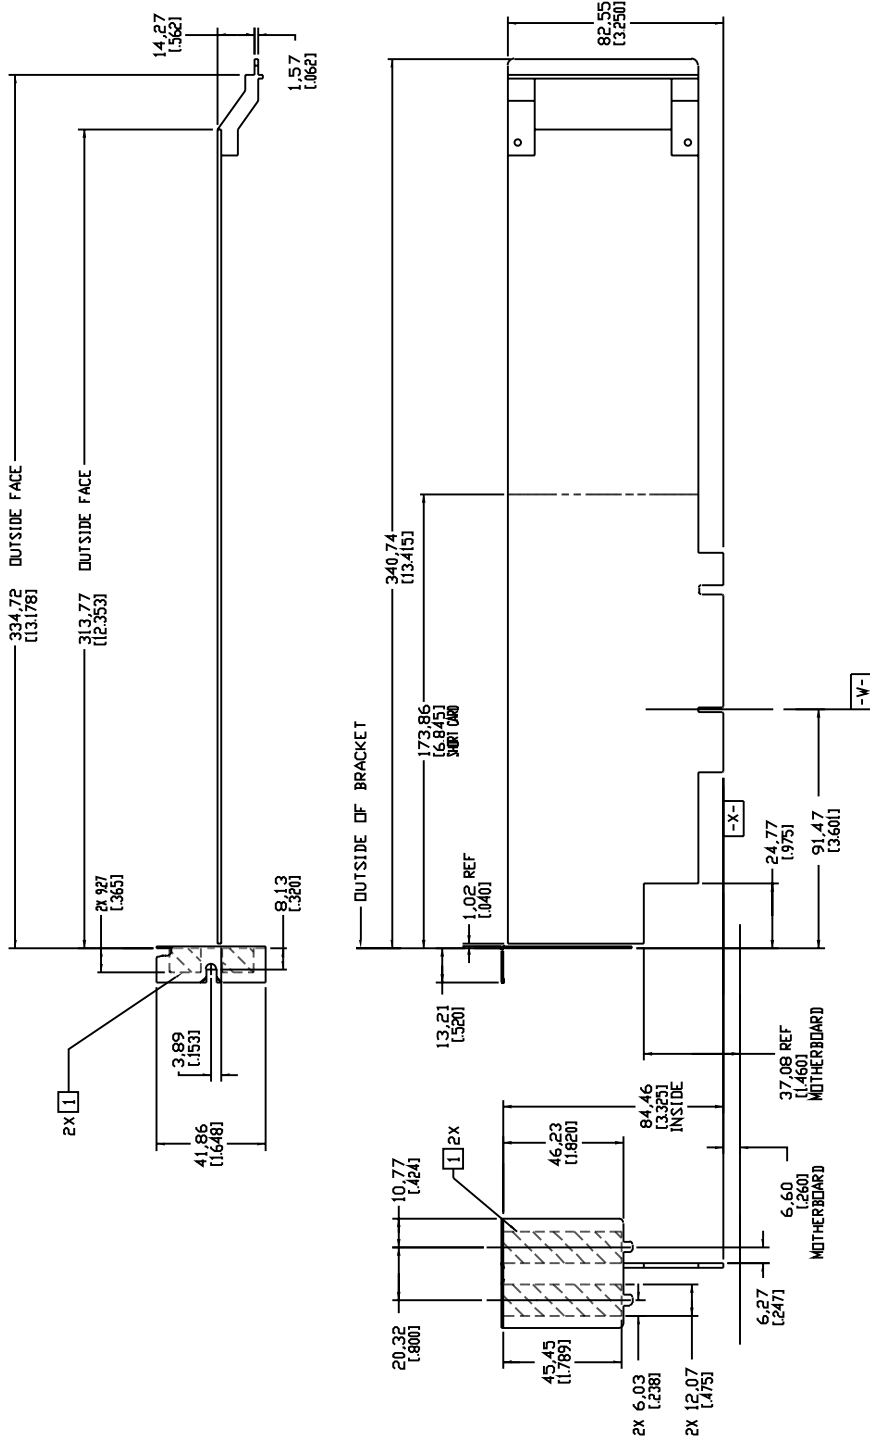 334,72 OUTSIDE FACE
[13.178]
313,77 OUTSIDE FACE
[12.353]
14,27
[.562]
1,57
[.062]
2X 9.27
[.365]
8,13
[.320]
3,89
[.153]
41,86
[1.648]
2X 1
OUTSIDE OF BRACKET
340,74
[13.415]
173,86
[6.845]
SHORT CARD
82,55
[3.250]
1,02 REF
[.040]
13,21
[.520]
-X-
-W-
24,77
[.975]
91,47
[3.601]
37,08 REF
[1.460]
MOTHERBOARD
84,46
[3.325]
INSIDE
6,60
[.260]
MOTHERBOARD
46,23
[1.820]
1 2X
10,77
[.424]
20,32
[.800]
45,45
[1.789]
2X 6,03
[.238]
2X 12,07
[.475]
6,27
[.247]